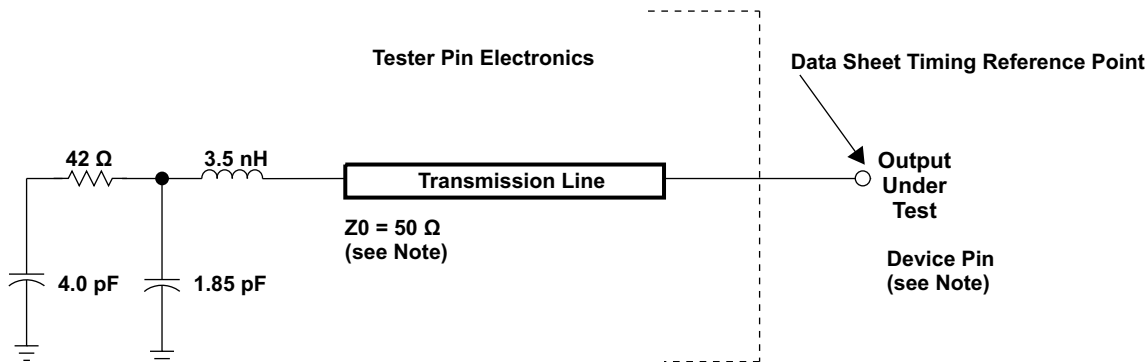 Tester Pin Electronics
Data Sheet Timing Reference Point
42 Ω
3.5 nH
Transmission Line
Output
Under
Test
Z0 = 50 Ω
(see Note)
Device Pin
(see Note)
4.0 pF
1.85 pF